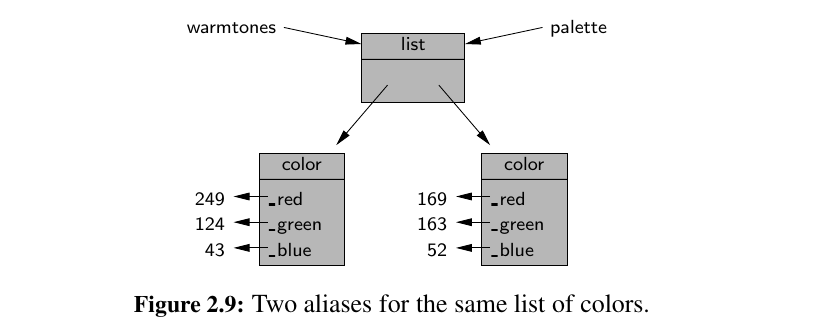 warmtones
palette
list
color
color
249 _red
169 _red
124 _green
163 _green
43 _blue
52 _blue
Figure 2.9: Two aliases for the same list of colors.